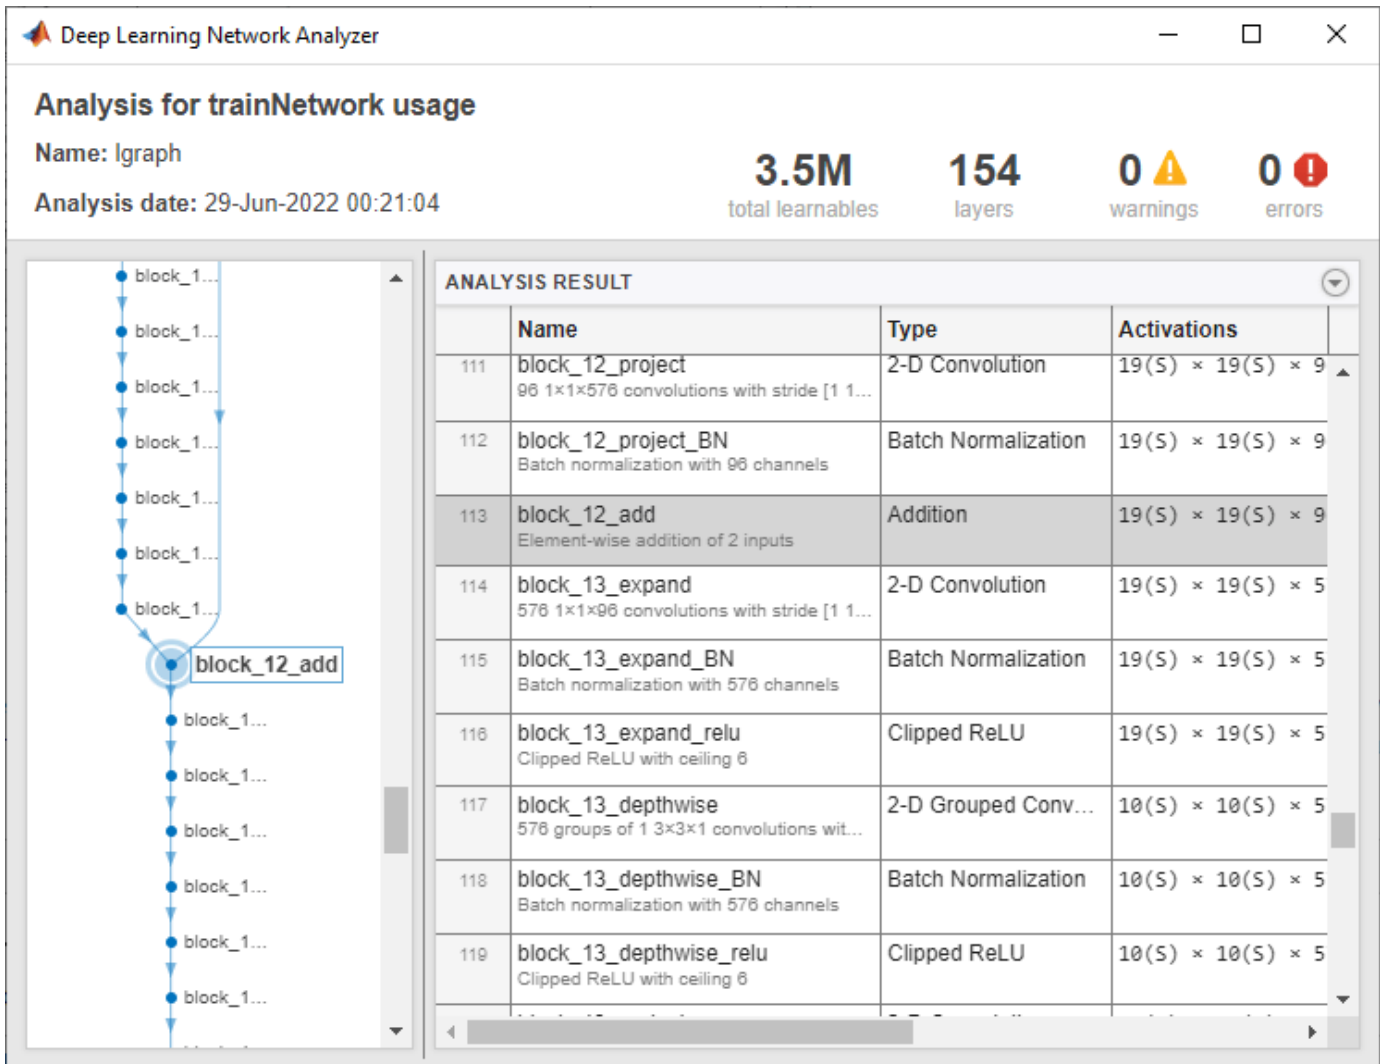 Deep Learning Network Analyzer
Analysis for trainNetwork usage
Name: lgraph
Analysis date: 29-Jun-2022 00:21:04
3.5M
total learnables
154
layers
0
warnings
0
errors
block_1...
block_1...
block_1...
block_1...
block_1...
block_1...
block_1...
block_12_add
block_1...
block_1...
block_1...
block_1...
block_1...
block_1...
ANALYSIS RESULT
Name Type Activations
111 block_12_project 2-D Convolution 19(S) × 19(S) × 9
96 1×1×576 convolutions with stride [1 1...
112 block_12_project_BN Batch Normalization 19(S) × 19(S) × 9
Batch normalization with 96 channels
113 block_12_add Addition 19(S) × 19(S) × 9
Element-wise addition of 2 inputs
114 block_13_expand 2-D Convolution 19(S) × 19(S) × 5
576 1×1×96 convolutions with stride [1 1...
115 block_13_expand_BN Batch Normalization 19(S) × 19(S) × 5
Batch normalization with 576 channels
116 block_13_expand_relu Clipped ReLU 19(S) × 19(S) × 5
Clipped ReLU with ceiling 6
117 block_13_depthwise 2-D Grouped Conv... 10(S) × 10(S) × 5
576 groups of 1 3×3×1 convolutions wit...
118 block_13_depthwise_BN Batch Normalization 10(S) × 10(S) × 5
Batch normalization with 576 channels
119 block_13_depthwise_relu Clipped ReLU 10(S) × 10(S) × 5
Clipped ReLU with ceiling 6